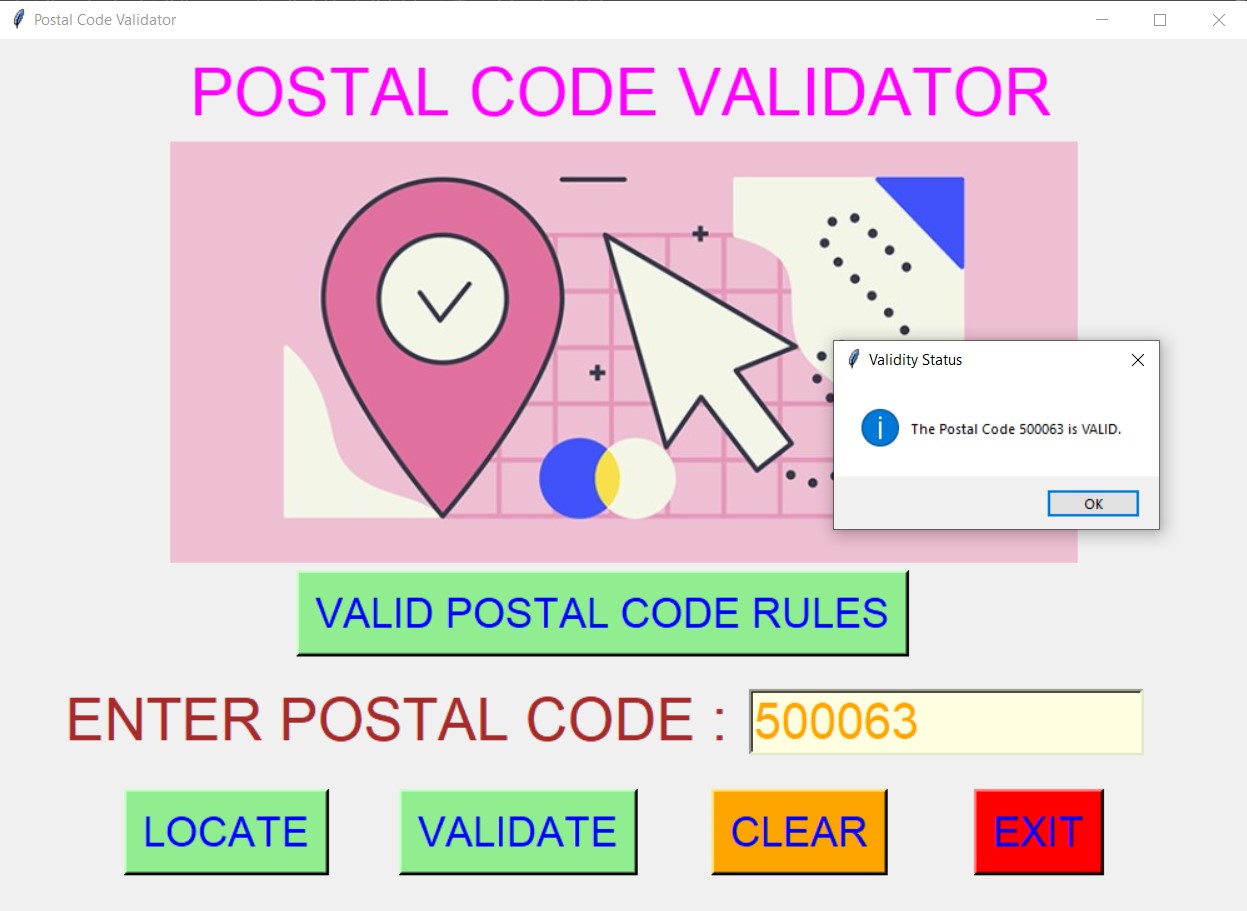 Postal Code Validator
POSTAL CODE VALIDATOR
Validity Status
The Postal Code 500063 is VALID.
OK
VALID POSTAL CODE RULES
ENTER POSTAL CODE : 500063
LOCATE VALIDATE CLEAR EXIT